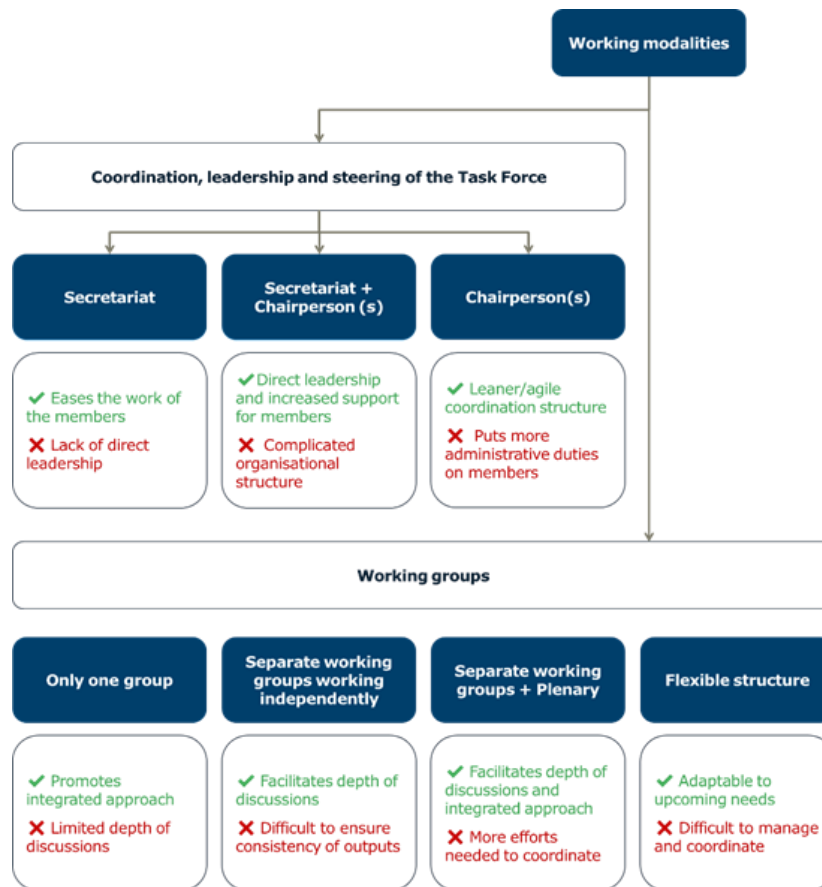 Working modalities
Coordination, leadership and steering of the Task Force
Secretariat
Secretariat +
Chairperson (s)
Chairperson(s)
✓ Eases the work of
the members
✗ Lack of direct
leadership
✓Direct leadership
and increased support
for members
✗ Complicated
organisational
structure
✓ Leaner/agile
coordination structure
✗ Puts more
administrative duties
on members
Working groups
Only one group
Separate working
groups working
independently
Separate working
groups + Plenary
Flexible structure
✓ Promotes
integrated approach
✗ Limited depth of
discussions
✓ Facilitates depth of
discussions
✗ Difficult to ensure
consistency of outputs
✓ Facilitates depth of
discussions and
integrated approach
✗ More efforts
needed to coordinate
✓ Adaptable to
upcoming needs
✗ Difficult to manage
and coordinate